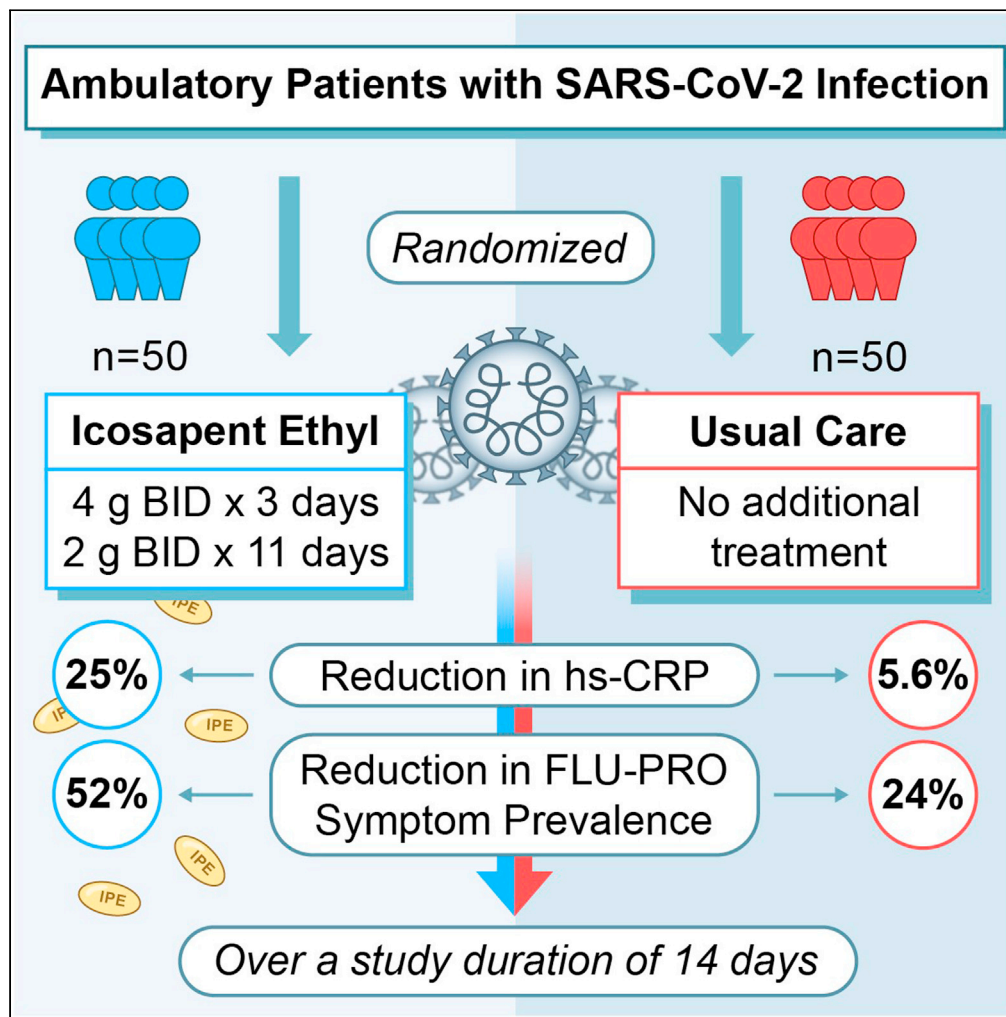 Ambulatory Patients with SARS-CoV-2 Infection
Randomized
n=50
n=50
Icosapent Ethyl
4 g BID x 3 days
2 g BID x 11 days
Usual Care
No additional
treatment
IPE
25%
Reduction in hs-CRP
5.6%
IPE
IPE
52%
Reduction in FLU-PRO
Symptom Prevalence
24%
IPE
IPE
Over a study duration of 14 days